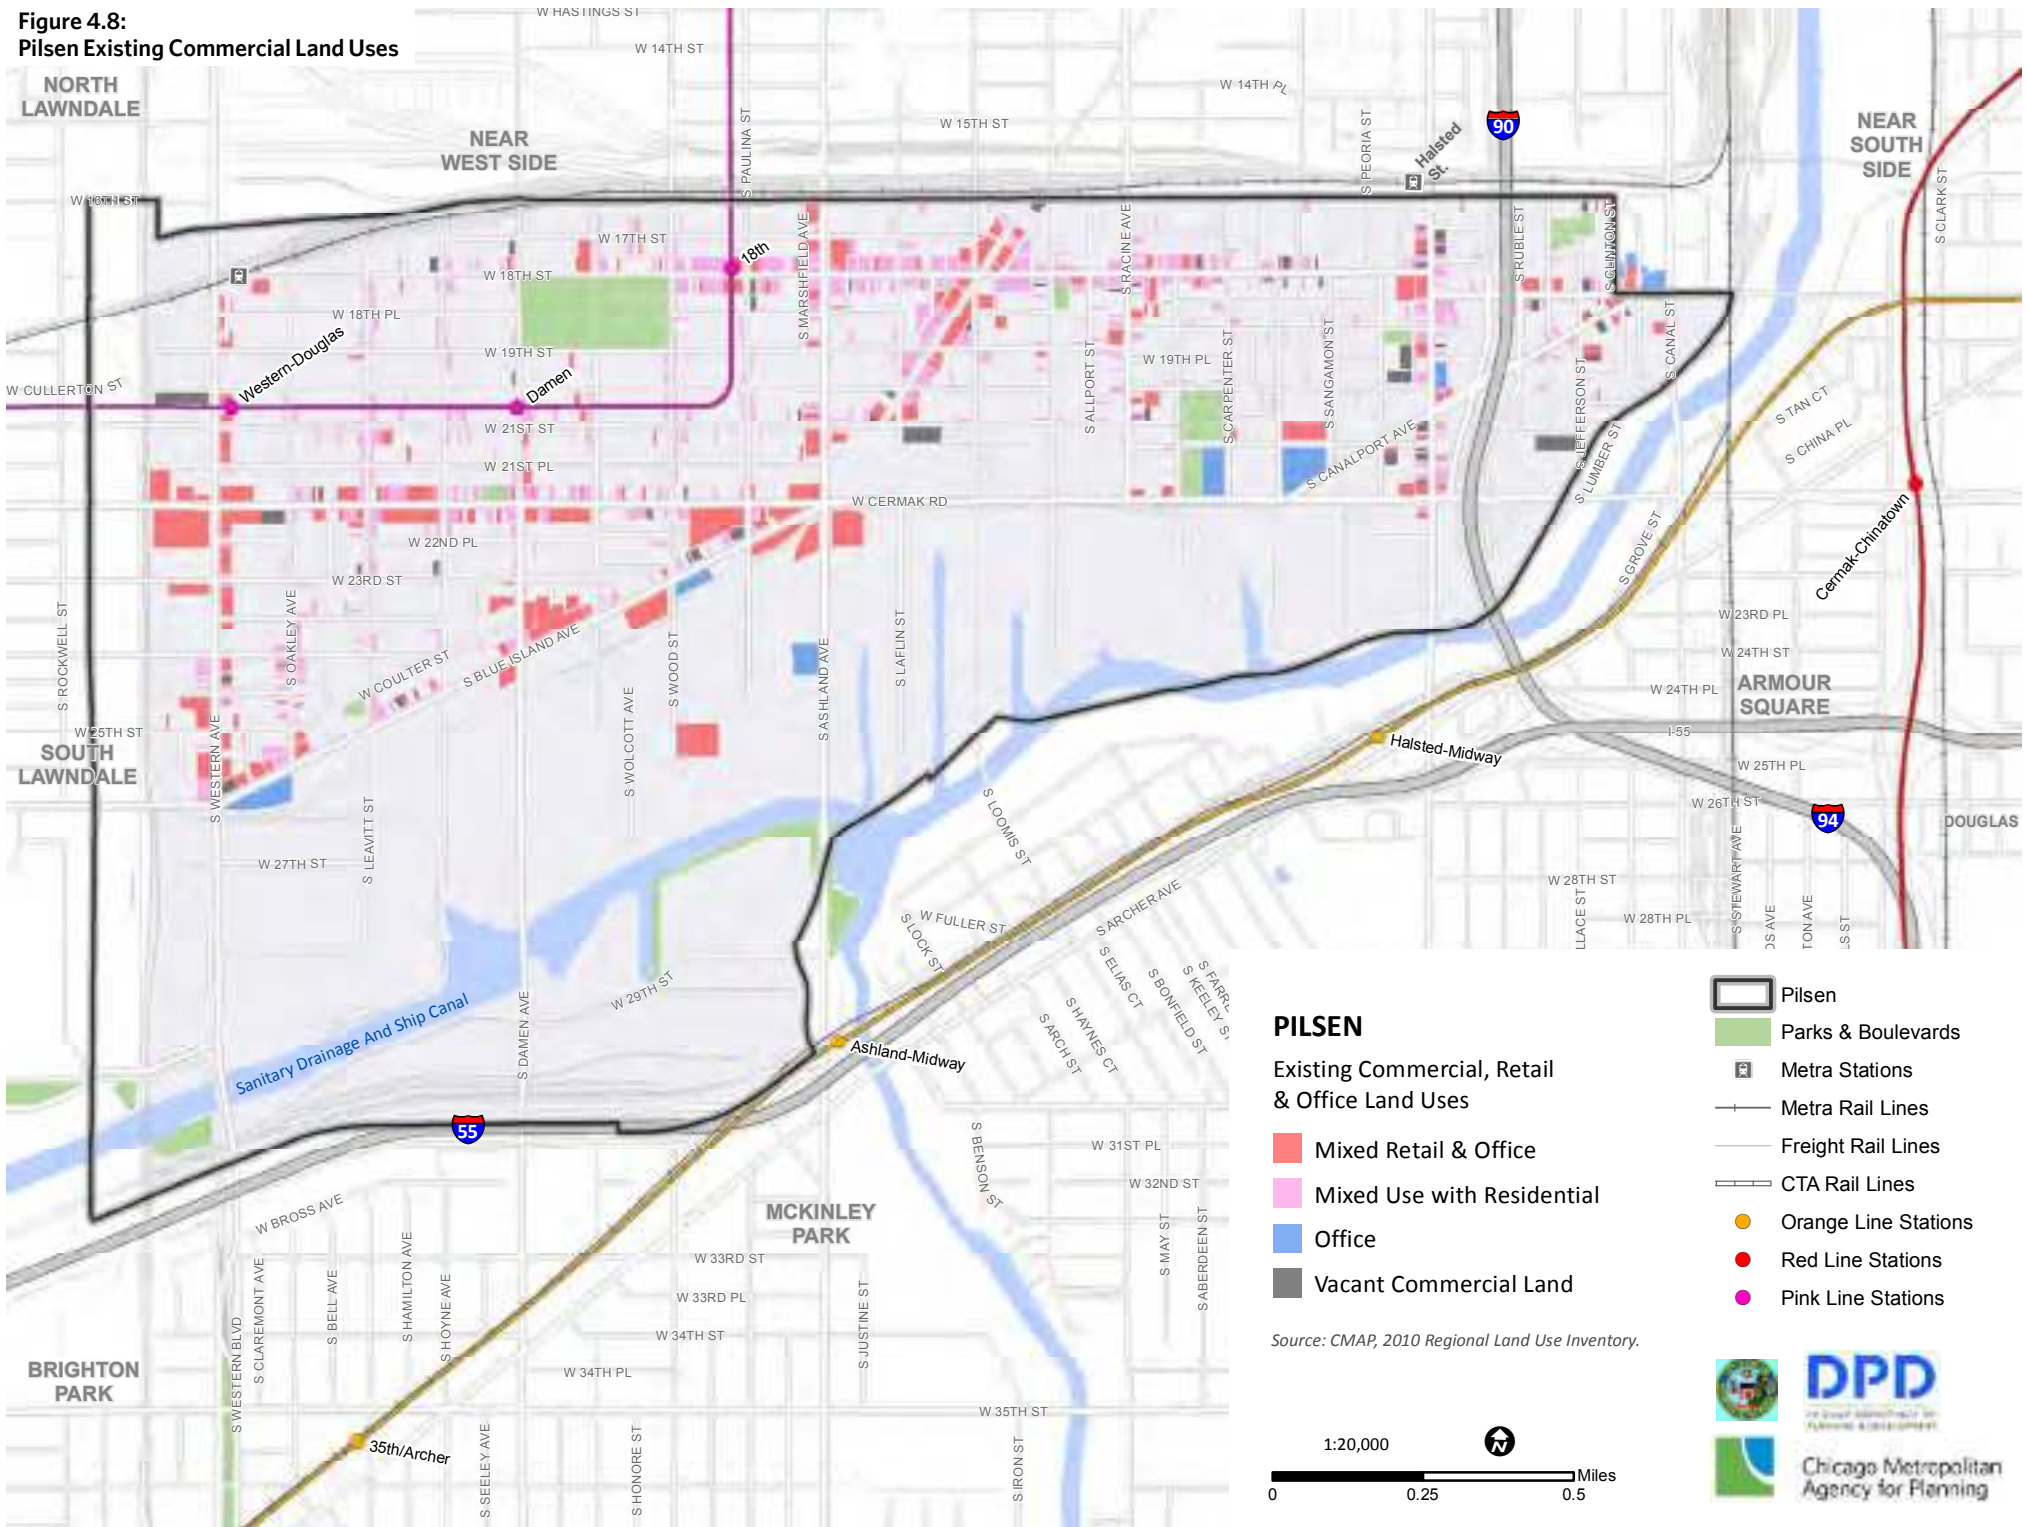 Figure 4.8:
Pilsen Existing Commercial Land Uses
W HASTINGS ST
W 14TH ST
W 14TH PL
NORTH
LAWNDALE
NEAR
WEST SIDE
W 15TH ST
S PAULINA ST
S PEORIA ST
Halsted
St.
90
NEAR
SOUTH
SIDE
S CLARK ST
W 16TH ST
W 17TH ST
18th
S MARSHFIELD AVE
S RACINE AVE
S RUBLE ST
S CLINTON ST
W 18TH ST
W 18TH PL
W 19TH ST
W 19TH PL
S ALLPORT ST
S CARPENTER ST
S SANGAMON ST
S CANAL ST
S JEFFERSON ST
W CULLERTON ST
Western-Douglas
Damen
W 21ST ST
W 21ST PL
S CANALPORT AVE
S LUMBER ST
S TAN CT
S CHINA PL
W CERMAK RD
W 22ND PL
W 23RD ST
S GROVE ST
Cermak-Chinatown
S ROCKWELL ST
S OAKLEY AVE
W COULTER ST
S BLUE ISLAND AVE
S WOOD ST
S LAFLIN ST
W 23RD PL
W 24TH ST
W 24TH PL
ARMOUR
SQUARE
W 25TH ST
SOUTH
LAWNDALE
S WESTERN AVE
S WOLCOTT AVE
S ASHLAND AVE
Halsted-Midway
I-55
W 25TH PL
W 26TH ST
94
DOUGLAS
S LEAVITT ST
W 27TH ST
S LOOMIS ST
S STEWART AVE
W 28TH ST
W 28TH PL
LLACE ST
DS AVE
TON AVE
LS ST
W FULLER ST
S LOCK ST
S ARCHER AVE
S ELIAS CT
S BONFIELD ST
S KEELEY ST
S FARRE
S HAYNES CT
S ARCH ST
W 29TH ST
S DAMEN AVE
Sanitary Drainage And Ship Canal
Ashland-Midway
55
S BENSON ST
W 31ST PL
W 32ND ST
W BROSS AVE
MCKINLEY
PARK
S MAY ST
S ABERDEEN ST
W 33RD ST
W 33RD PL
W 34TH ST
W 34TH PL
W 35TH ST
S WESTERN BLVD
S CLAREMONT AVE
S BELL AVE
S HAMILTON AVE
S HOYNE AVE
S JUSTINE ST
BRIGHTON
PARK
35th/Archer
S SEELEY AVE
S HONORE ST
S IRON ST
PILSEN
Existing Commercial, Retail
& Office Land Uses
Mixed Retail & Office
Mixed Use with Residential
Office
Vacant Commercial Land
Source: CMAP, 2010 Regional Land Use Inventory.
1:20,000
N
Miles
0 0.25 0.5
Pilsen
Parks & Boulevards
Metra Stations
Metra Rail Lines
Freight Rail Lines
CTA Rail Lines
Orange Line Stations
Red Line Stations
Pink Line Stations
DPD
Chicago Metropolitan
Agency for Planning